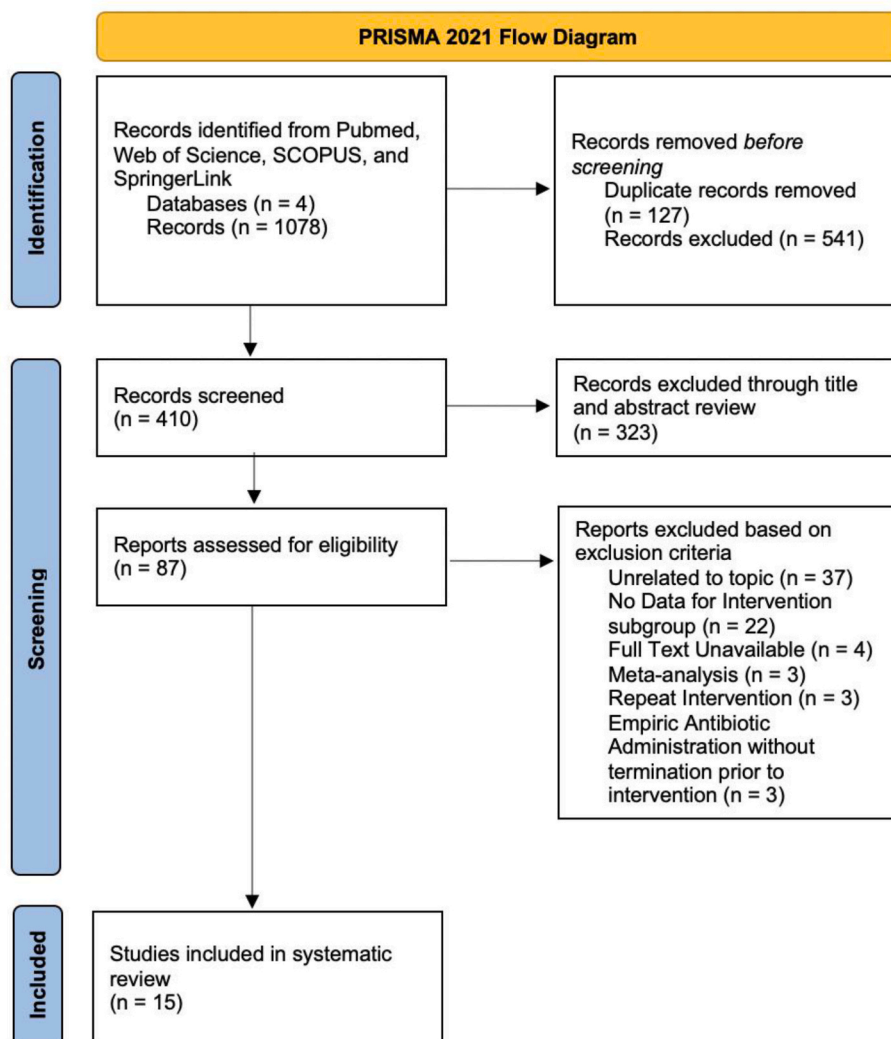 PRISMA 2021 Flow Diagram
Identification
Records identified from Pubmed,
Web of Science, SCOPUS, and
SpringerLink
Databases (n = 4)
Records (n = 1078)
Records removed before
screening
Duplicate records removed
(n = 127)
Records excluded (n = 541)
Screening
Records screened
(n = 410)
Records excluded through title
and abstract review
(n = 323)
Reports assessed for eligibility
(n = 87)
Reports excluded based on
exclusion criteria
Unrelated to topic (n = 37)
No Data for Intervention
subgroup (n = 22)
Full Text Unavailable (n = 4)
Meta-analysis (n = 3)
Repeat Intervention (n = 3)
Empiric Antibiotic
Administration without
termination prior to
intervention (n = 3)
Included
Studies included in systematic
review
(n = 15)